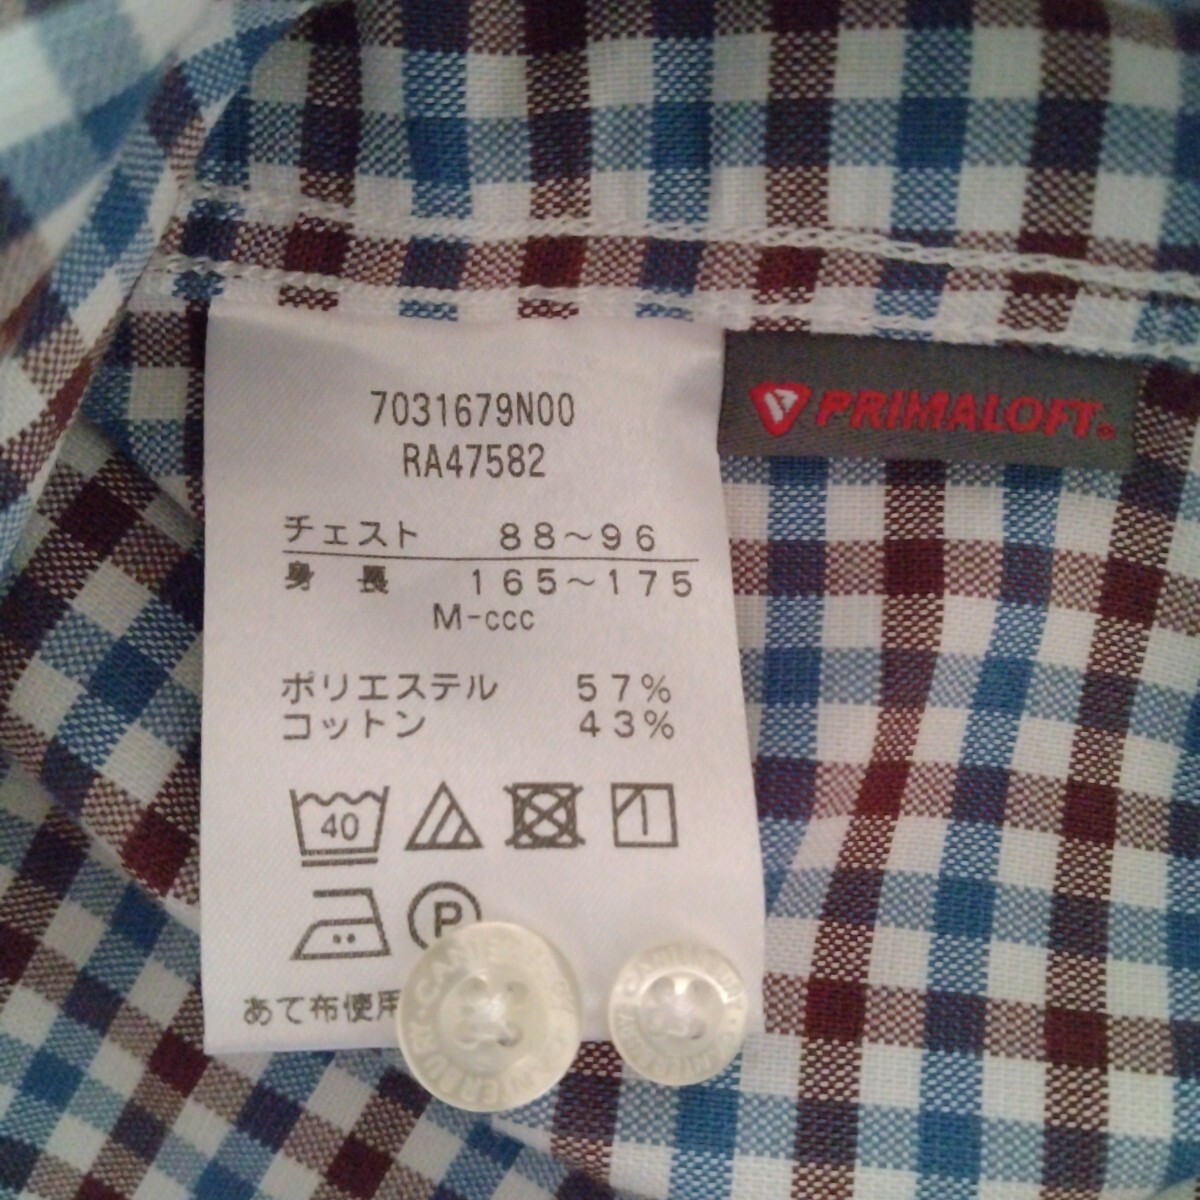 7031679N00
RA47582
PRIMALOFT®
チェスト 88～96
身長 165～175
M-ccc
ポリエステル 57%
コットン 43%
40
P
あて布使用